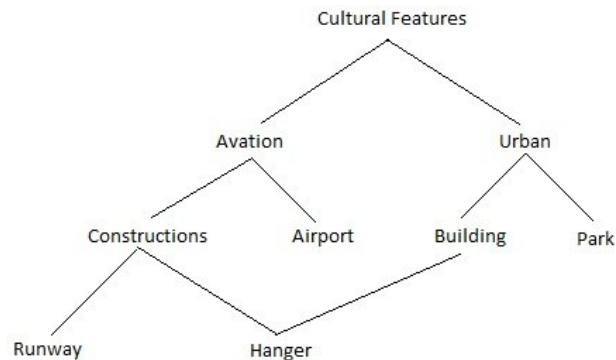 Cultural Features
Avation
Urban
Constructions
Airport
Building
Park
Runway
Hanger